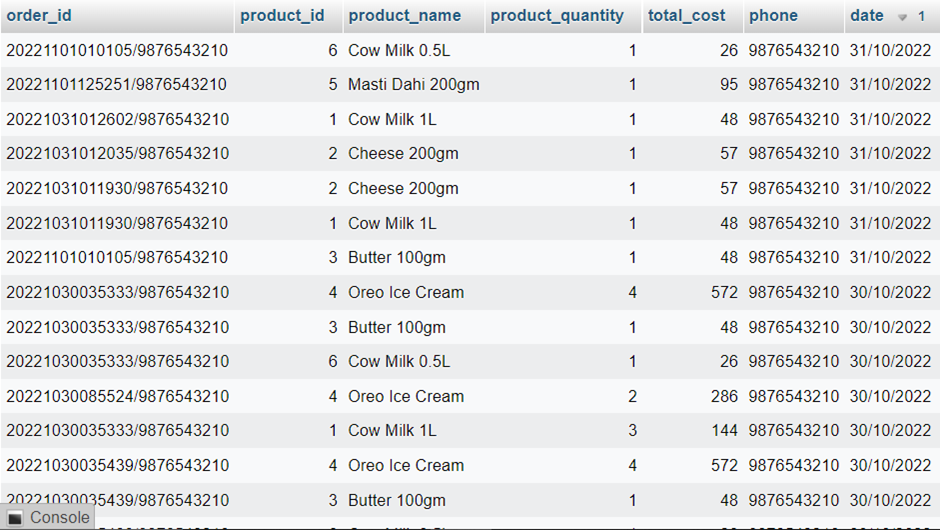 order_id product_id product_name product_quantity total_cost phone date 1
20221101010105/9876543210 6 Cow Milk 0.5L 1 26 9876543210 31/10/2022
20221101125251/9876543210 5 Masti Dahi 200gm 1 95 9876543210 31/10/2022
20221031012602/9876543210 1 Cow Milk 1L 1 48 9876543210 31/10/2022
20221031012035/9876543210 2 Cheese 200gm 1 57 9876543210 31/10/2022
20221031011930/9876543210 2 Cheese 200gm 1 57 9876543210 31/10/2022
20221031011930/9876543210 1 Cow Milk 1L 1 48 9876543210 31/10/2022
20221101010105/9876543210 3 Butter 100gm 1 48 9876543210 31/10/2022
20221030035333/9876543210 4 Oreo Ice Cream 4 572 9876543210 30/10/2022
20221030035333/9876543210 3 Butter 100gm 1 48 9876543210 30/10/2022
20221030035333/9876543210 6 Cow Milk 0.5L 1 26 9876543210 30/10/2022
20221030085524/9876543210 4 Oreo Ice Cream 2 286 9876543210 30/10/2022
20221030035333/9876543210 1 Cow Milk 1L 3 144 9876543210 30/10/2022
20221030035439/9876543210 4 Oreo Ice Cream 4 572 9876543210 30/10/2022
20221030035439/9876543210 3 Butter 100gm 1 48 9876543210 30/10/2022
Console